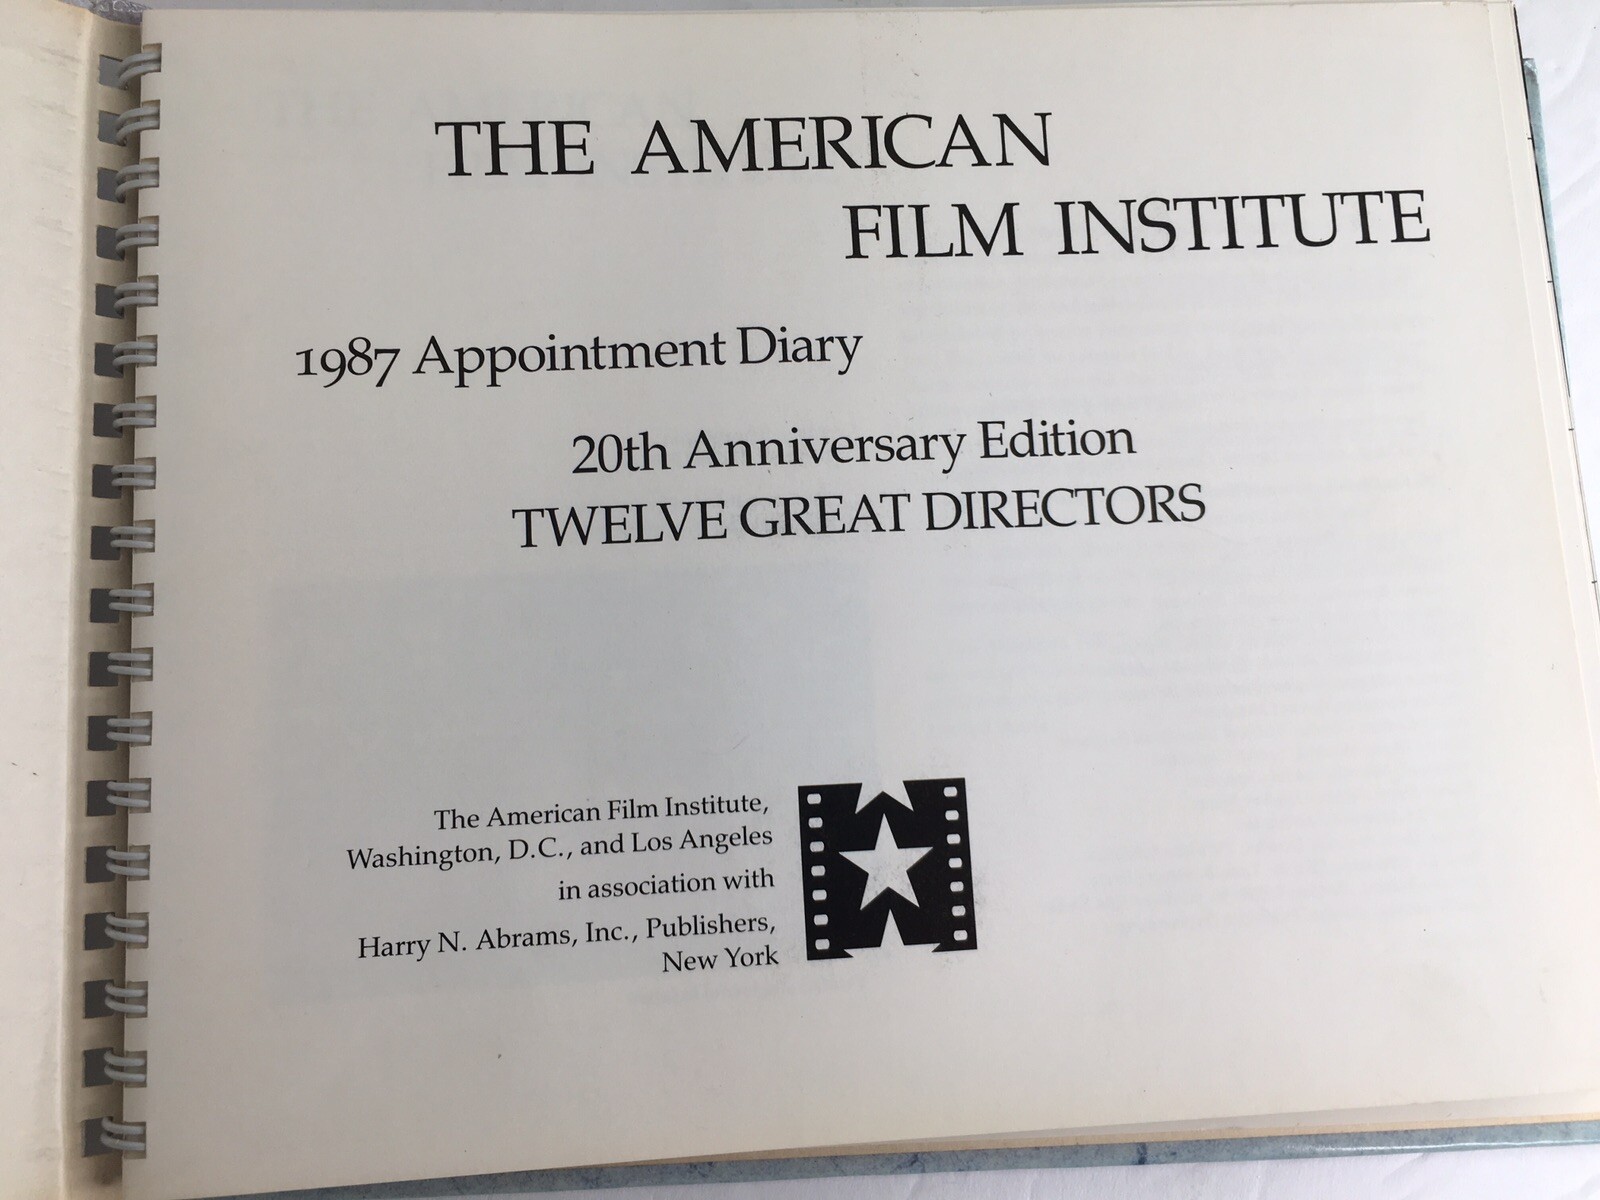 THE AMERICAN
FILM INSTITUTE
1987 Appointment Diary
20th Anniversary Edition
TWELVE GREAT DIRECTORS
The American Film Institute,
Washington, D.C., and Los Angeles
in association with
Harry N. Abrams, Inc., Publishers,
New York